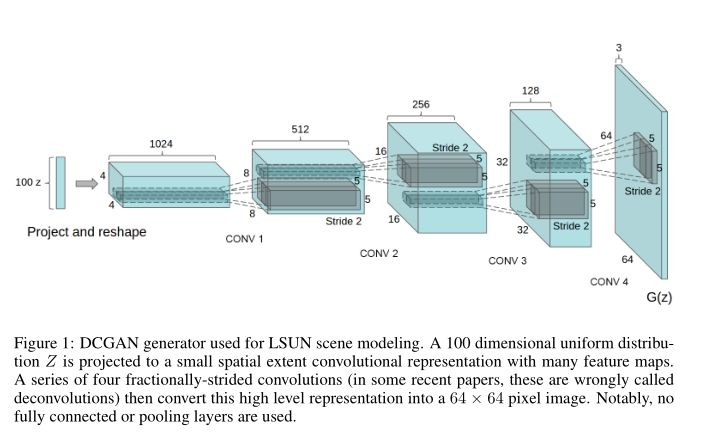 3
128
256
512
1024
64
5
5
Stride 2
16
Stride 2
5
5
32
8
5
5
4
100 z
4
5
5
Stride 2
8
Stride 2
16
32
64
Project and reshape
CONV 1
CONV 2
CONV 3
CONV 4
G(z)
Figure 1: DCGAN generator used for LSUN scene modeling. A 100 dimensional uniform distribu-
tion Z is projected to a small spatial extent convolutional representation with many feature maps.
A series of four fractionally-strided convolutions (in some recent papers, these are wrongly called
deconvolutions) then convert this high level representation into a 64 × 64 pixel image. Notably, no
fully connected or pooling layers are used.